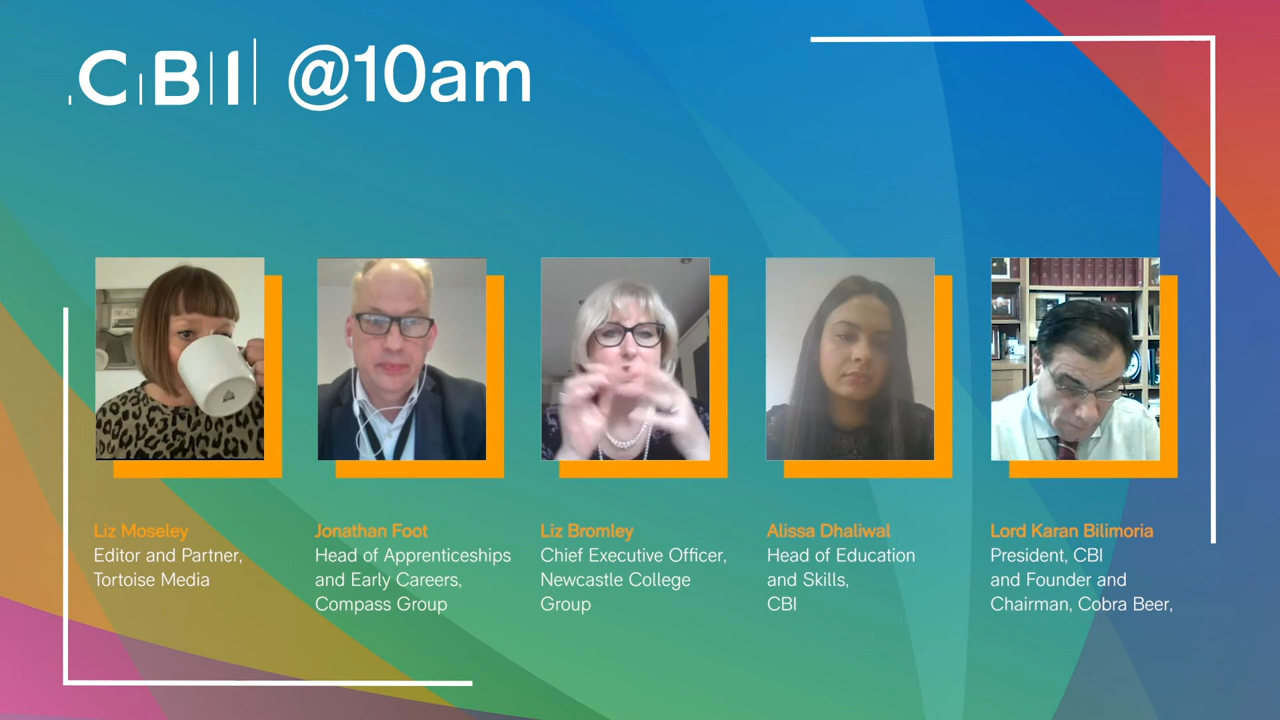 CBI @10am
Liz Moseley
Editor and Partner,
Tortoise Media
Jonathan Foot
Head of Apprenticeships
and Early Careers,
Compass Group
Liz Bromley
Chief Executive Officer,
Newcastle College
Group
Alissa Dhaliwal
Head of Education
and Skills,
CBI
Lord Karan Bilimoria
President, CBI
and Founder and
Chairman, Cobra Beer,